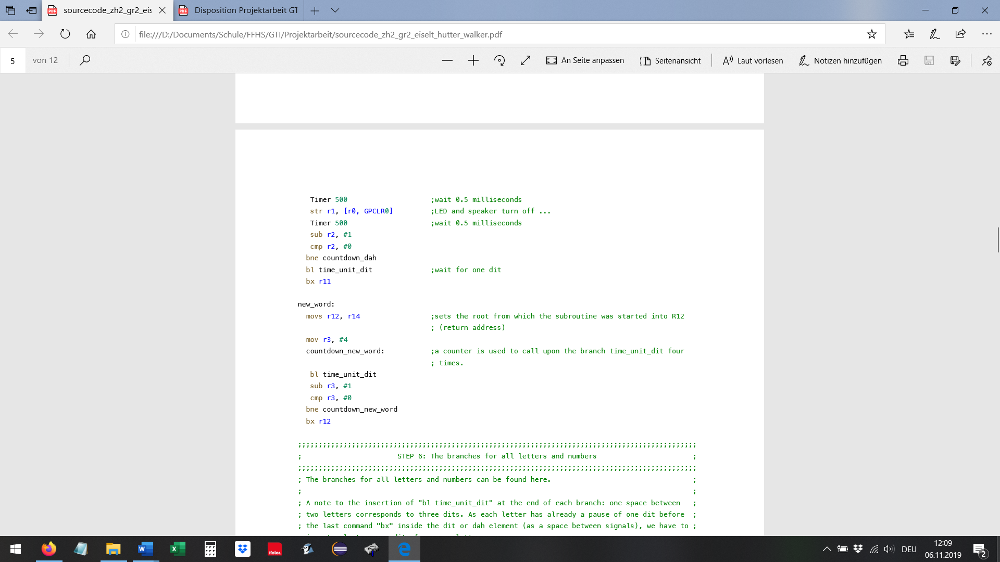 sourcecode_zh2_gr2_eis
Disposition Projektarbeit GT
file:///D:/Documents/Schule/FFHS/GTI/Projektarbeit/sourcecode_zh2_gr2_eiselt_hutter_walker.pdf
5 von 12
An Seite anpassen
Seitenansicht
Laut vorlesen
Notizen hinzufügen
Timer 500 ;wait 0.5 milliseconds
str r1, [r0, GPCLR0] ;LED and speaker turn off ...
Timer 500 ;wait 0.5 milliseconds
sub r2, #1
cmp r2, #0
bne countdown_dah
bl time_unit_dit ;wait for one dit
bx r11
new_word:
movs r12, r14 ;sets the root from which the subroutine was started into R12
; (return address)
mov r3, #4
countdown_new_word: ;a counter is used to call upon the branch time_unit_dit four
; times.
bl time_unit_dit
sub r3, #1
cmp r3, #0
bne countdown_new_word
bx r12
;;;;;;;;;;;;;;;;;;;;;;;;;;;;;;;;;;;;;;;;;;;;;;;;;;;;;;;;;;;;;;;;;;;;;;;;;;;;;;;;;;;;;;;;;;;;;;;;
; STEP 6: The branches for all letters and numbers ;
;;;;;;;;;;;;;;;;;;;;;;;;;;;;;;;;;;;;;;;;;;;;;;;;;;;;;;;;;;;;;;;;;;;;;;;;;;;;;;;;;;;;;;;;;;;;;;;;
; The branches for all letters and numbers can be found here. ;
; ;
; A note to the insertion of "bl time_unit_dit" at the end of each branch: one space between ;
; two letters corresponds to three dits. As each letter has already a pause of one dit before ;
; the last command "bx" inside the dit or dah element (as a space between signals), we have to ;
ifolor.
DEU
12:09
06.11.2019
2